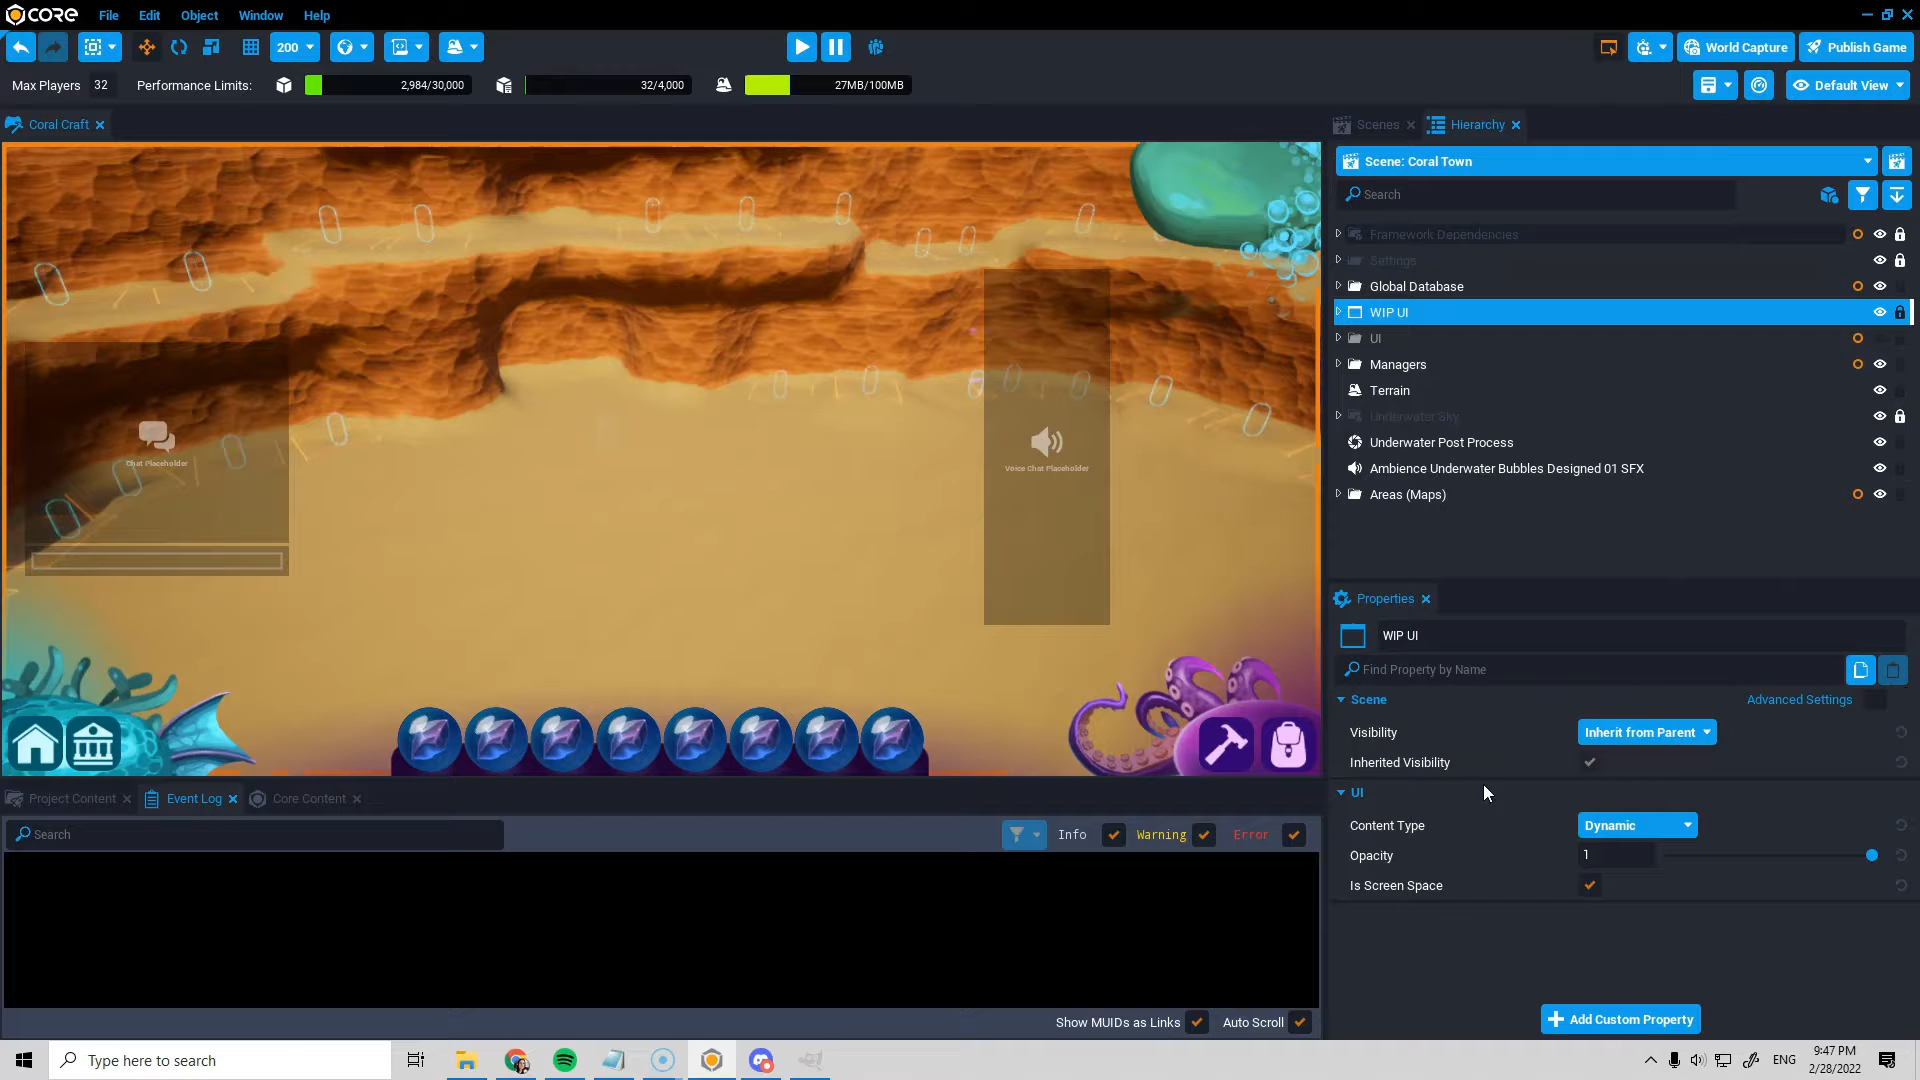 CORE
File
Edit
Object
Window
Help
200
World Capture
Publish Game
Max Players 32
Performance Limits:
2,984/30,000
32/4,000
27MB/100MB
Default View
Coral Craft
Scenes
Hierarchy
Scene: Coral Town
Search
Framework Dependencies
Settings
Global Database
WIP UI
UI
Managers
Terrain
Underwater Sky
Underwater Post Process
Ambience Underwater Bubbles Designed 01 SFX
Areas (Maps)
Chat Placeholder
Voice Chat Placeholder
Properties
WIP UI
Find Property by Name
Scene
Advanced Settings
Visibility
Inherit from Parent
Inherited Visibility
UI
Content Type
Dynamic
Opacity
1
Is Screen Space
Add Custom Property
Project Content
Event Log
Core Content
Search
Info
Warning
Error
Show MUIDs as Links
Auto Scroll
Type here to search
ENG
9:47 PM
2/28/2022